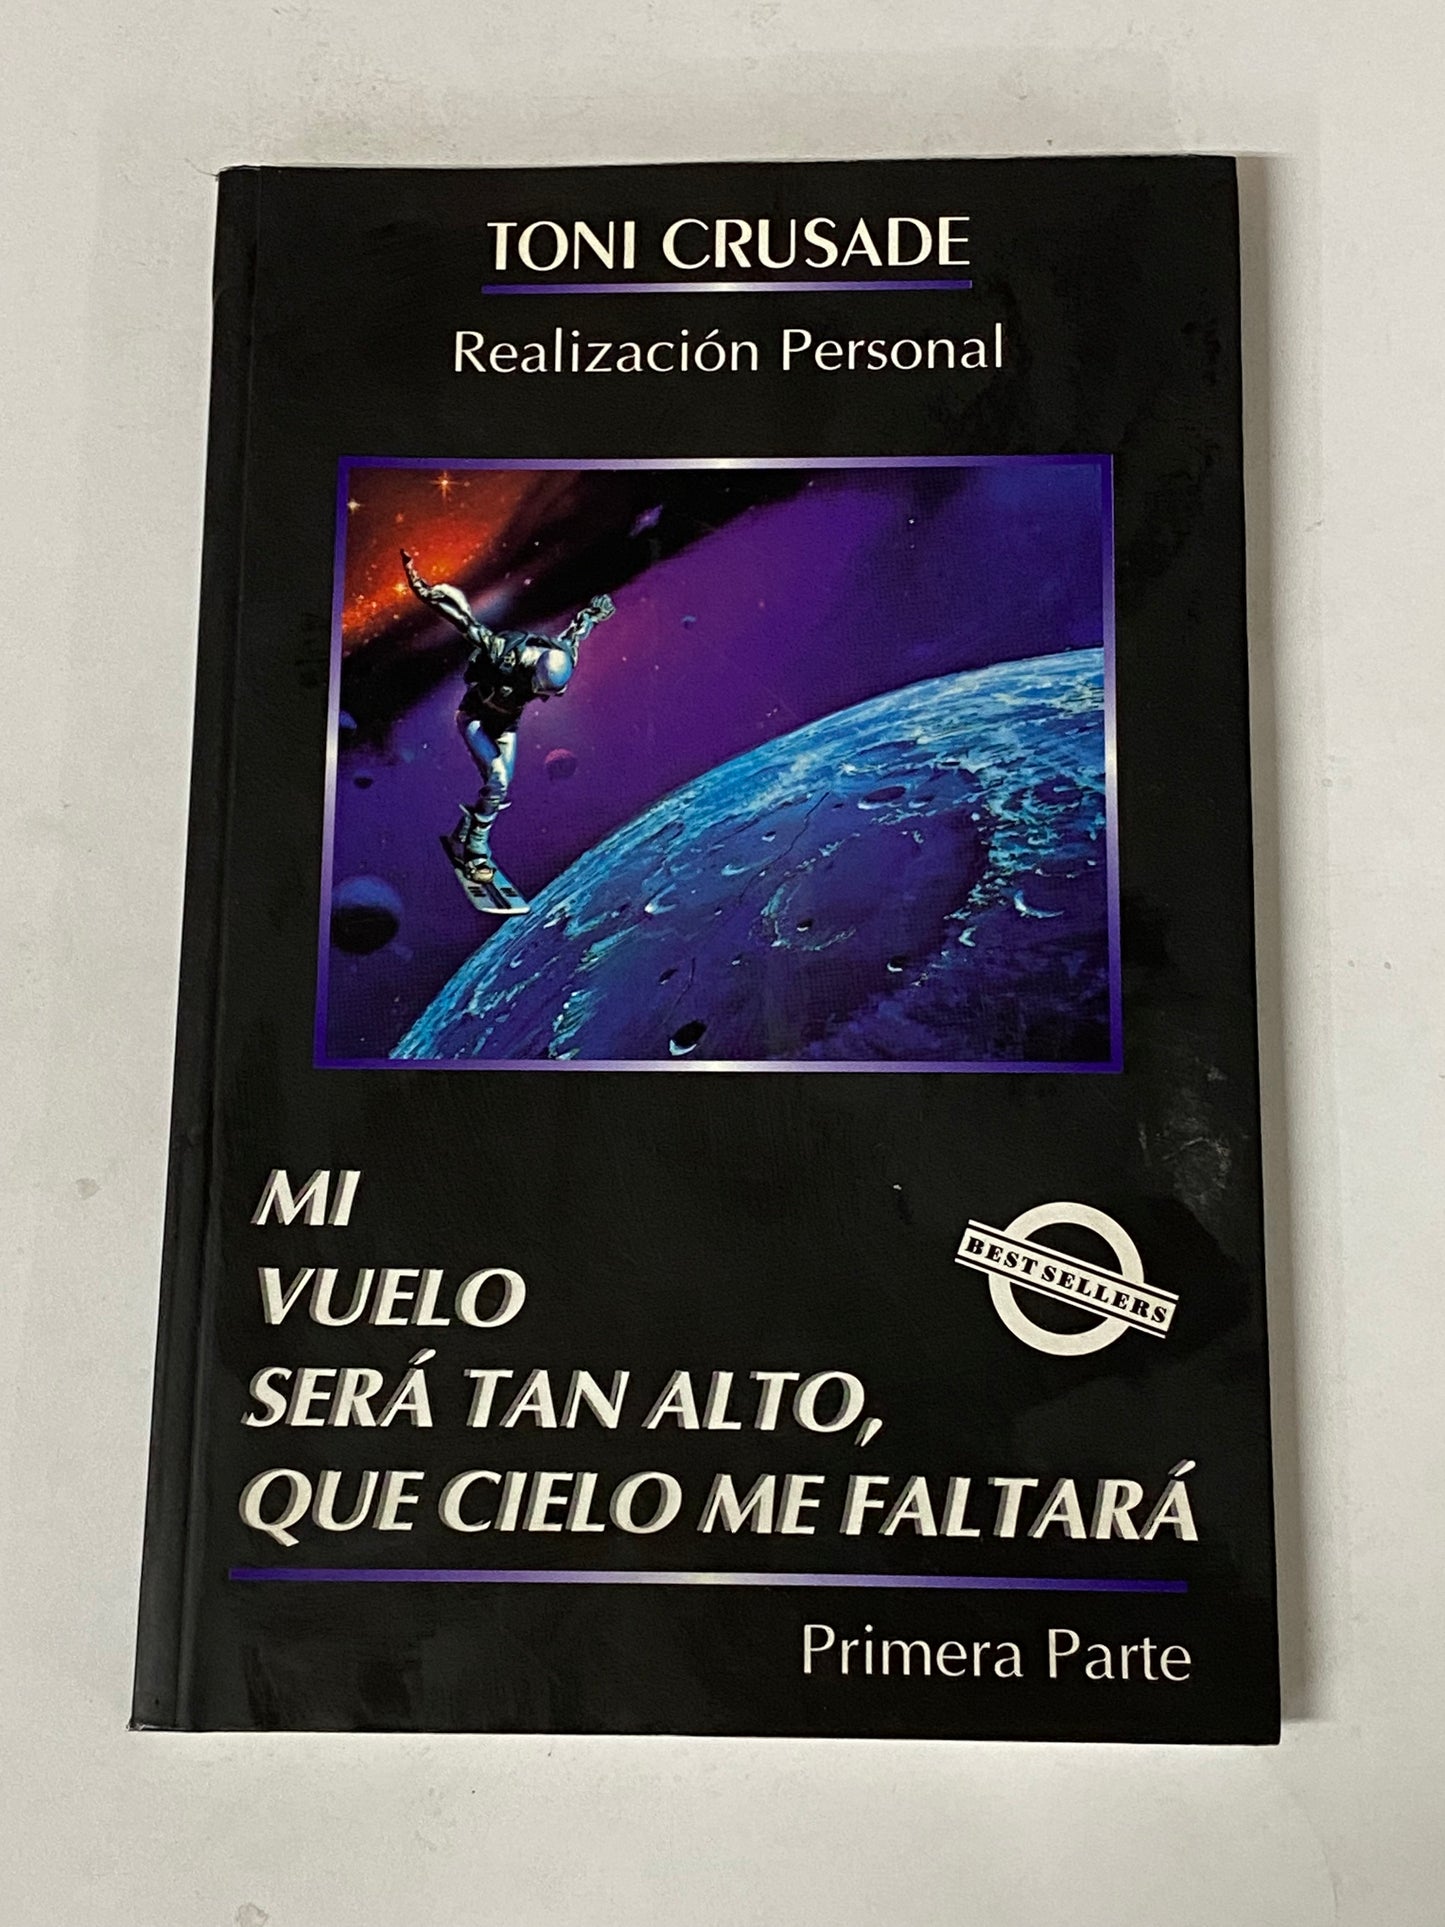 TONI CRUSADE
Realización Personal
MI
VUELO
SERÁ TAN ALTO,
QUE CIELO ME FALTARÁ
BEST SELLERS
Primera Parte